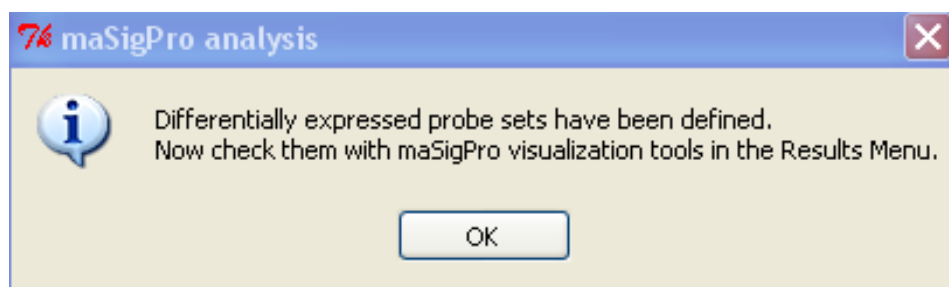 maSigPro analysis
Differentially expressed probe sets have been defined.
Now check them with maSigPro visualization tools in the Results Menu.
OK